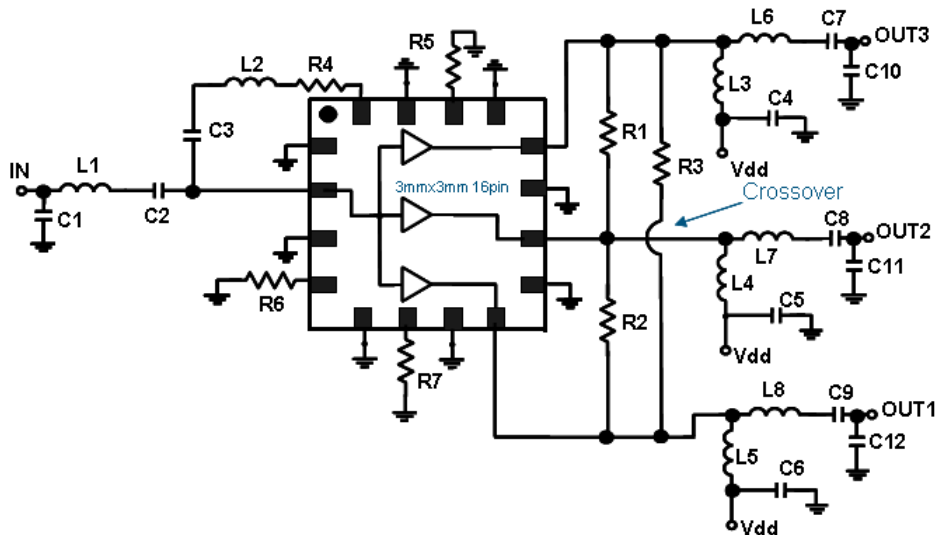 L6
C7
OUT3
R5
L2
R4
C10
L3
C4
C3
R1
R3
Vdd
IN
L1
3mmx3mm 16pin
Crossover
C1
C2
C8
OUT2
L7
C11
L4
R6
C5
R2
Vdd
R7
L8
C9
OUT1
C12
L5
C6
Vdd